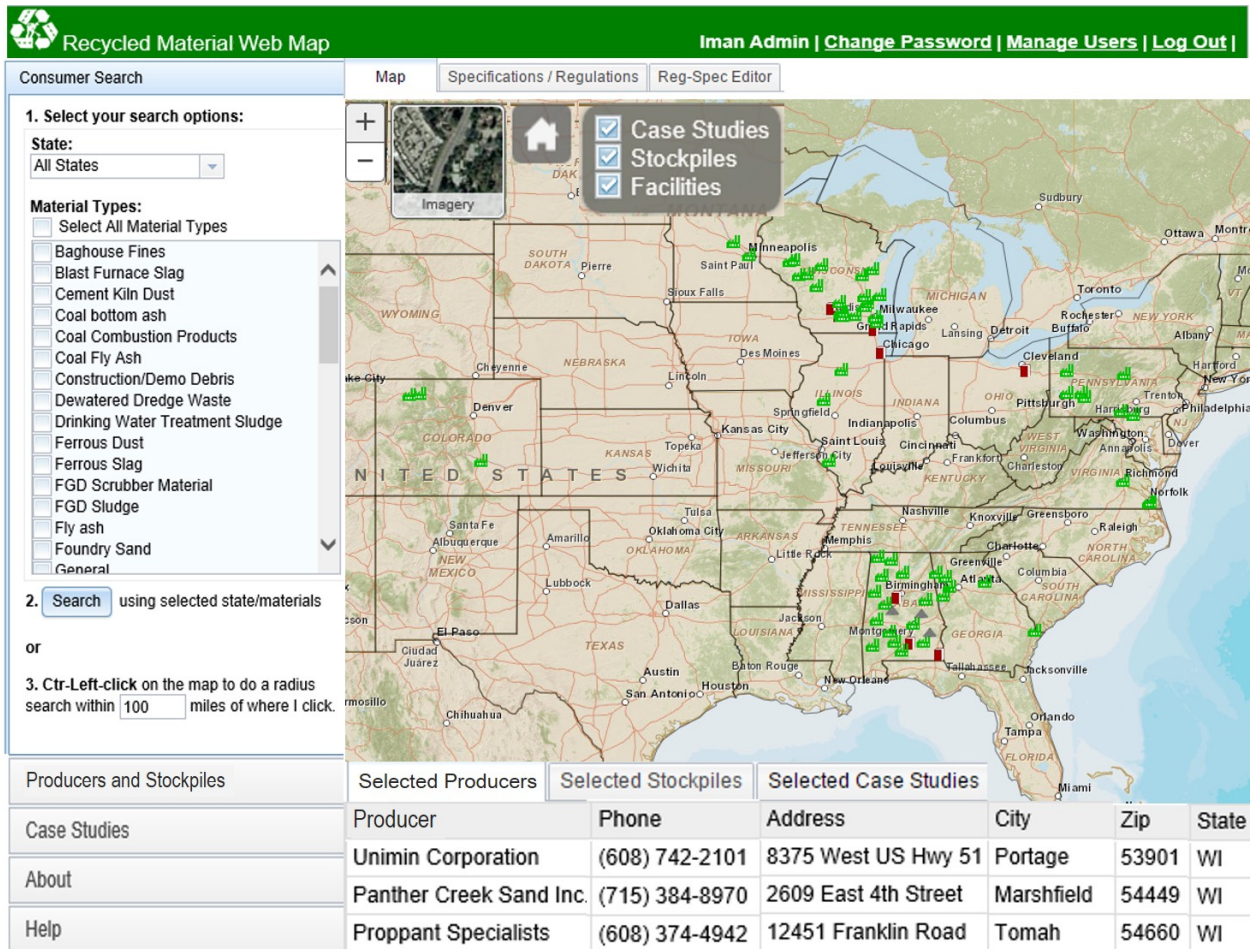 Recycled Material Web Map
Iman Admin | Change Password | Manage Users | Log Out |
Consumer Search
1. Select your search options:
State:
All States
Material Types:
Select All Material Types
Baghouse Fines
Blast Furnace Slag
Cement Kiln Dust
Coal bottom ash
Coal Combustion Products
Coal Fly Ash
Construction/Demo Debris
Dewatered Dredge Waste
Drinking Water Treatment Sludge
Ferrous Dust
Ferrous Slag
FGD Scrubber Material
FGD Sludge
Fly ash
Foundry Sand
General
2. Search using selected state/materials
or
3. Ctr-Left-click on the map to do a radius
search within 100 miles of where I click.
Producers and Stockpiles
Case Studies
About
Help
Map
Specifications / Regulations
Reg-Spec Editor
+
−
Imagery
Case Studies
Stockpiles
Facilities
MONTANA
DAK
Sudbury
Ottawa
Minneapolis
Saint Paul
SOUTH
DAKOTA
Pierre
Sioux Falls
WYOMING
MICHIGAN
Toronto
Rochester
NEW YORK
VT
Milwaukee
Grand Rapids
Lansing
Detroit
Buffalo
Albany
Chicago
IOWA
Des Moines
Cleveland
Hartford
Cheyenne
NEBRASKA
Lincoln
PENNSYLVANIA
Trenton
Denver
ILLINOIS
INDIANA
OHIO
Pittsburgh
Harrisburg
Philadelphia
NJ
Springfield
Indianapolis
Columbus
Kansas City
Washington
COLORADO
Topeka
Saint Louis
Cincinnati
WEST
VIRGINIA
Annapolis
Dover
KANSAS
Jefferson City
Frankfort
UNITED STATES
Wichita
MISSOURI
Louisville
KENTUCKY
Charleston
VIRGINIA
Richmond
Norfolk
Tulsa
Nashville
Knoxville
Greensboro
Santa Fe
Oklahoma City
ARKANSAS
TENNESSEE
Raleigh
Albuquerque
Amarillo
OKLAHOMA
Memphis
Charlotte
NORTH
CAROLINA
NEW
MEXICO
Little Rock
Greenville
Columbia
Lubbock
Birmingham
Atlanta
SOUTH
CAROLINA
MISSISSIPPI
Dallas
Jackson
El Paso
LOUISIANA
Montgomery
GEORGIA
Ciudad
Juárez
TEXAS
Baton Rouge
Tallahassee
Jacksonville
Austin
New Orleans
San Antonio
Houston
Chihuahua
Orlando
Tampa
FLORIDA
Miami
Selected Producers
Selected Stockpiles
Selected Case Studies
Producer Phone Address City Zip State
Unimin Corporation (608) 742-2101 8375 West US Hwy 51 Portage 53901 WI
Panther Creek Sand Inc. (715) 384-8970 2609 East 4th Street Marshfield 54449 WI
Proppant Specialists (608) 374-4942 12451 Franklin Road Tomah 54660 WI